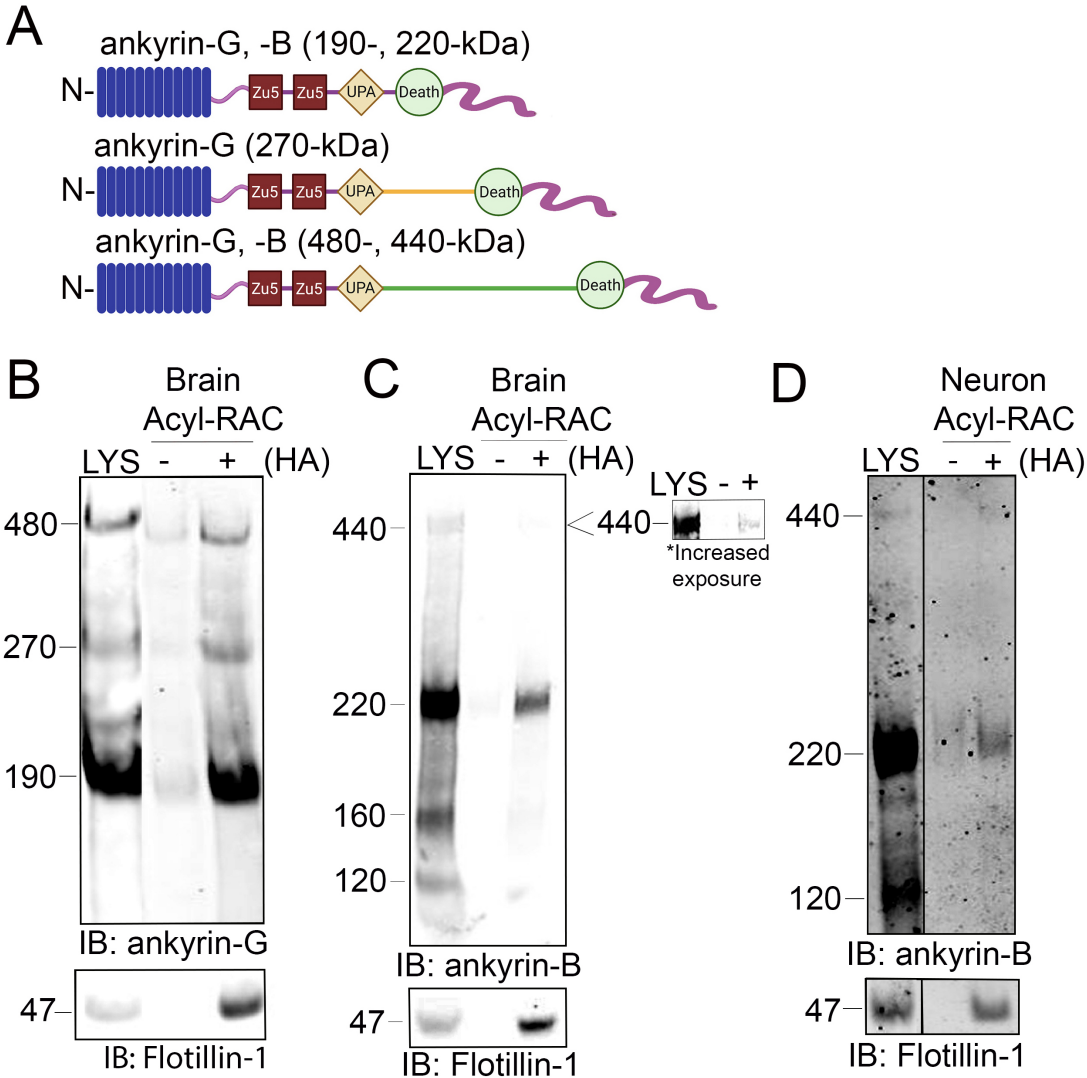 A
ankyrin-G, -B (190-, 220-kDa)
N- Zu5 Zu5 UPA Death
ankyrin-G (270-kDa)
N- Zu5 Zu5 UPA Death
ankyrin-G, -B (480-, 440-kDa)
N- Zu5 Zu5 UPA Death
B
Brain
Acyl-RAC
LYS - + (HA)
480
270
190
IB: ankyrin-G
47
IB: Flotillin-1
C
Brain
Acyl-RAC
LYS - + (HA)
440
220
160
120
LYS - +
440
*Increased
exposure
IB: ankyrin-B
47
IB: Flotillin-1
D
Neuron
Acyl-RAC
LYS - + (HA)
440
220
120
IB: ankyrin-B
47
IB: Flotillin-1